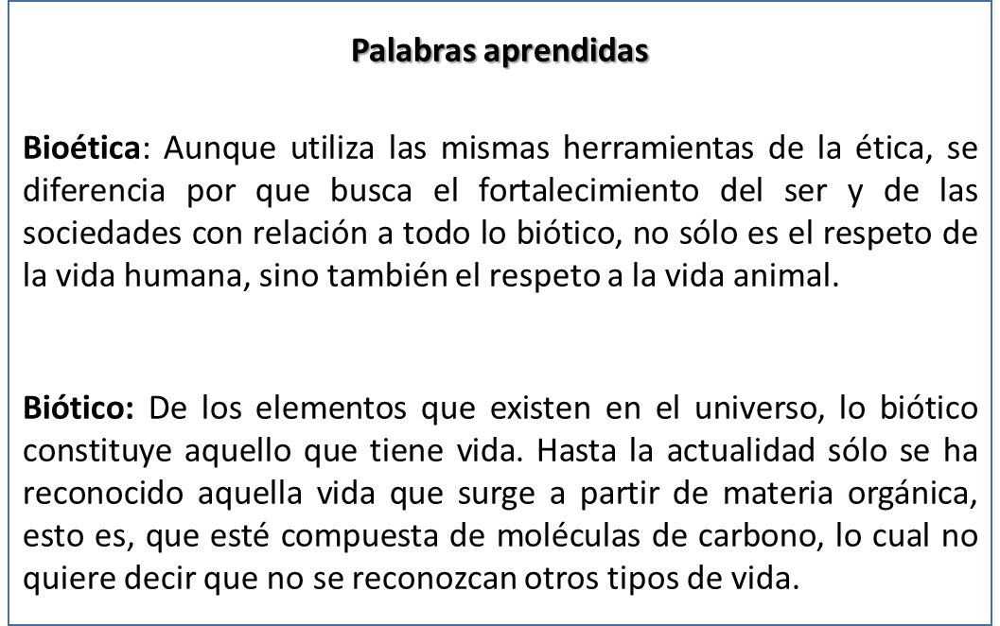 Palabras aprendidas
Bioética: Aunque utiliza las mismas herramientas de la ética, se
diferencia por que busca el fortalecimiento del ser y de las
sociedades con relación a todo lo biótico, no sólo es el respeto de
la vida humana, sino también el respeto a la vida animal.
Biótico: De los elementos que existen en el universo, lo biótico
constituye aquello que tiene vida. Hasta la actualidad sólo se ha
reconocido aquella vida que surge a partir de materia orgánica,
esto es, que esté compuesta de moléculas de carbono, lo cual no
quiere decir que no se reconozcan otros tipos de vida.